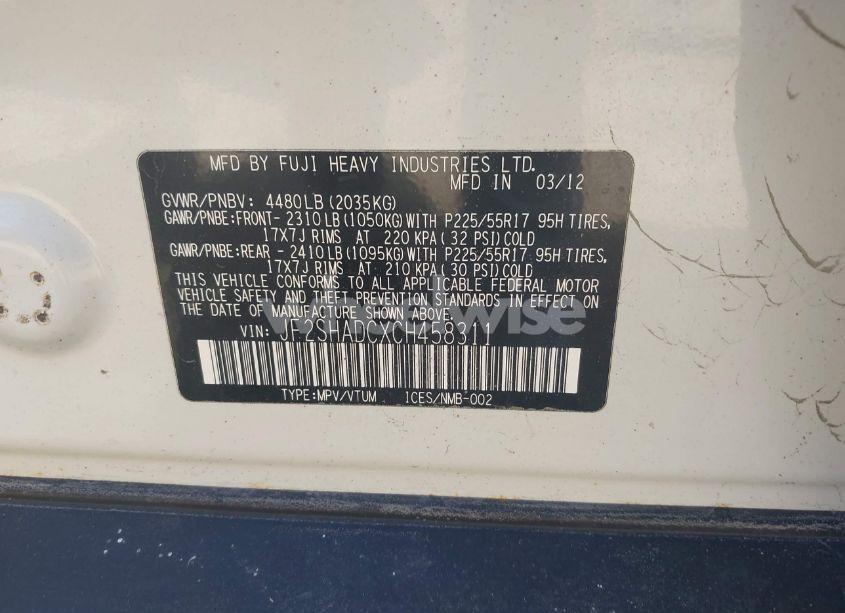 MFD BY FUJI HEAVY INDUSTRIES LTD.
MFD IN 03/12
GVWR/PNBV: 4480LB (2035KG)
GAWR/PNBE:FRONT- 2310LB (1050KG) WITH P225/55R17 95H TIRES,
17X7J RIMS AT 220 KPA (32 PSI) COLD
GAWR/PNBE:REAR - 2410LB (1095KG) WITH P225/55R17 95H TIRES,
17X7J RIMS AT 210 KPA (30 PSI) COLD
THIS VEHICLE CONFORMS TO ALL APPLICABLE FEDERAL MOTOR
VEHICLE SAFETY AND THEFT PREVENTION STANDARDS IN EFFECT ON
THE DATE OF MANUFACTURE SHOWN ABOVE.
VIN: JF2SHADCXCH458311
TYPE:MPV/VTUM 1CES/NMB-002